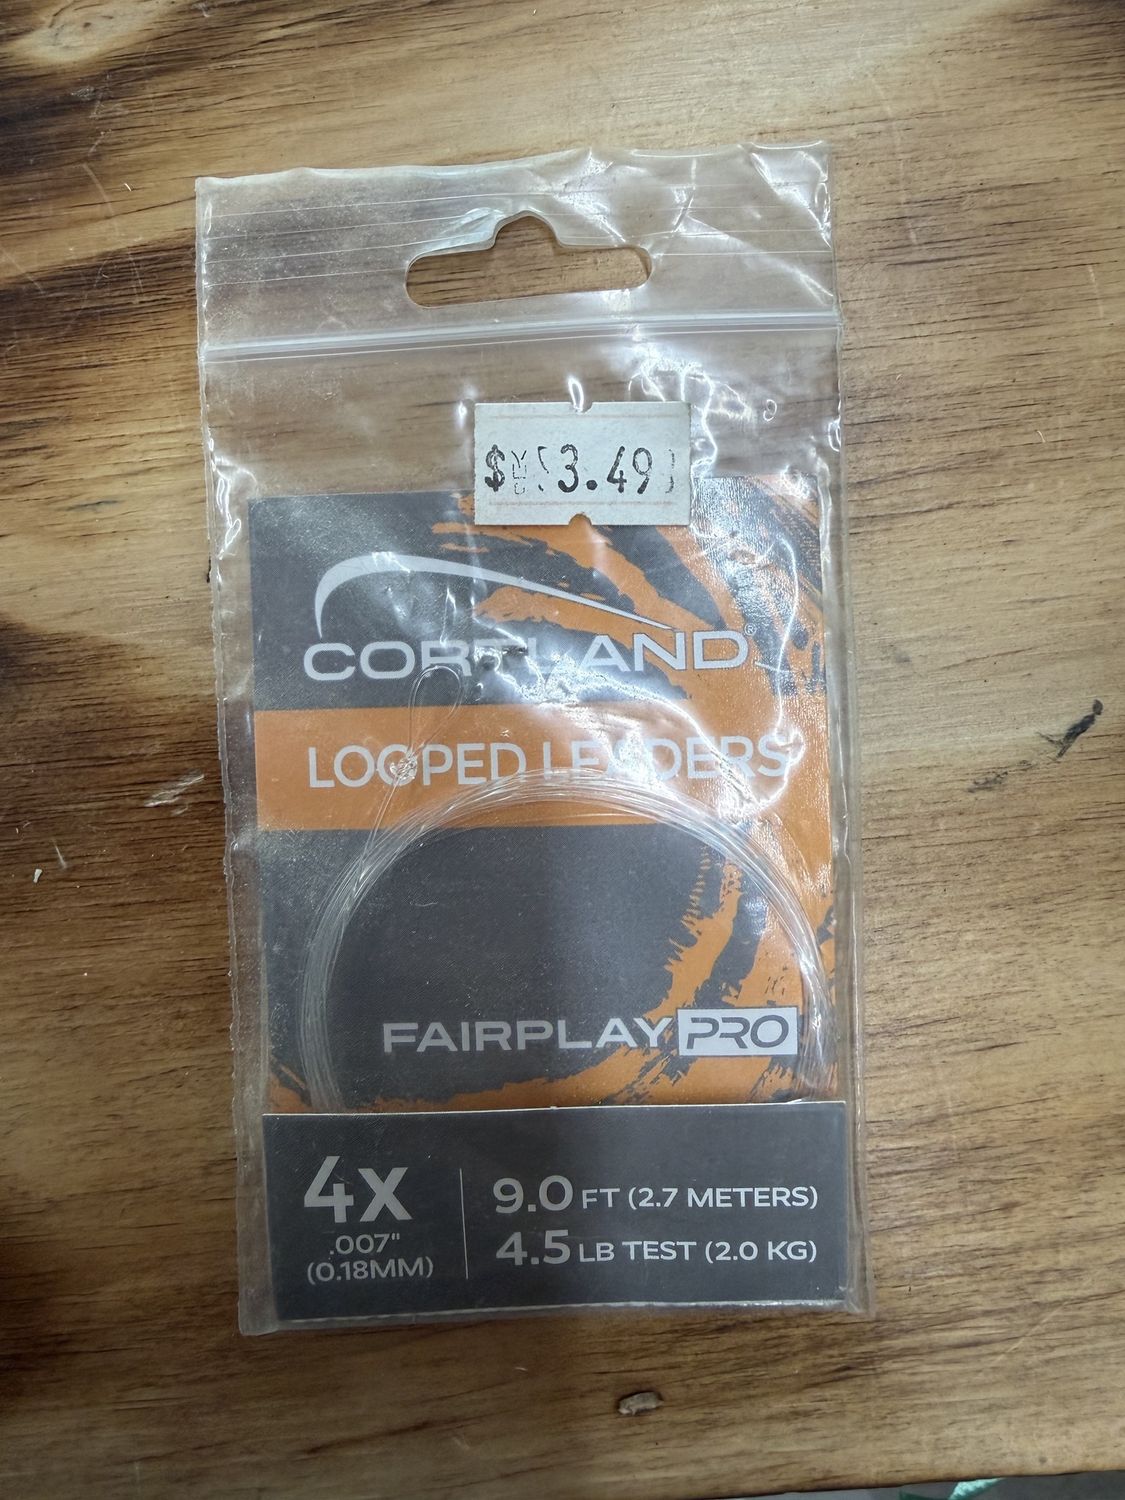 $ 3.49
CORTLAND®
LOOPED LEADERS
FAIRPLAY PRO
4X
.007"
(0.18MM)
9.0 FT (2.7 METERS)
4.5 LB TEST (2.0 KG)